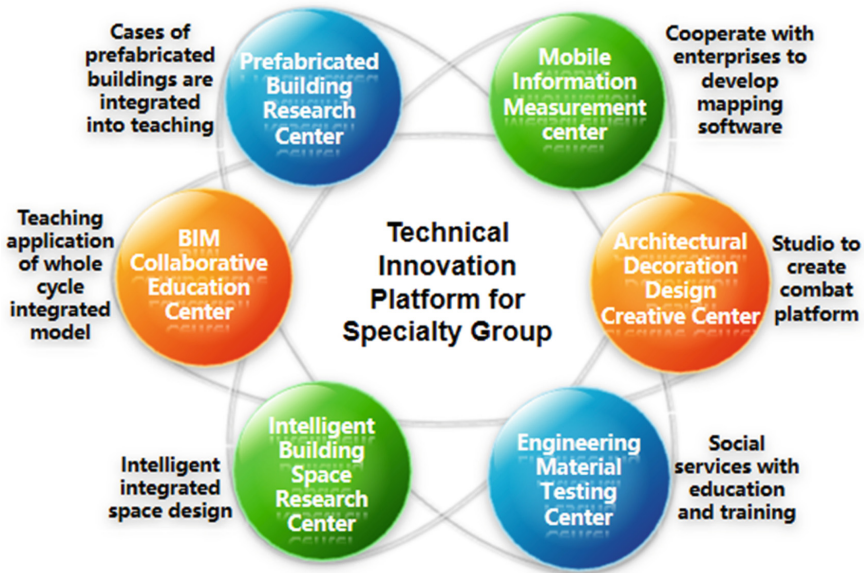 Cases of
prefabricated
buildings are
integrated
into teaching
Prefabricated
Building
Research
Center
Mobile
Information
Measurement
center
Cooperate with
enterprises to
develop
mapping
software
Teaching
application
of whole
cycle
integrated
model
BIM
Collaborative
Education
Center
Technical
Innovation
Platform for
Specialty Group
Architectural
Decoration
Design
Creative Center
Studio to
create
combat
platform
Intelligent
integrated
space design
Intelligent
Building
Space
Research
Center
Engineering
Material
Testing
Center
Social
services with
education
and training